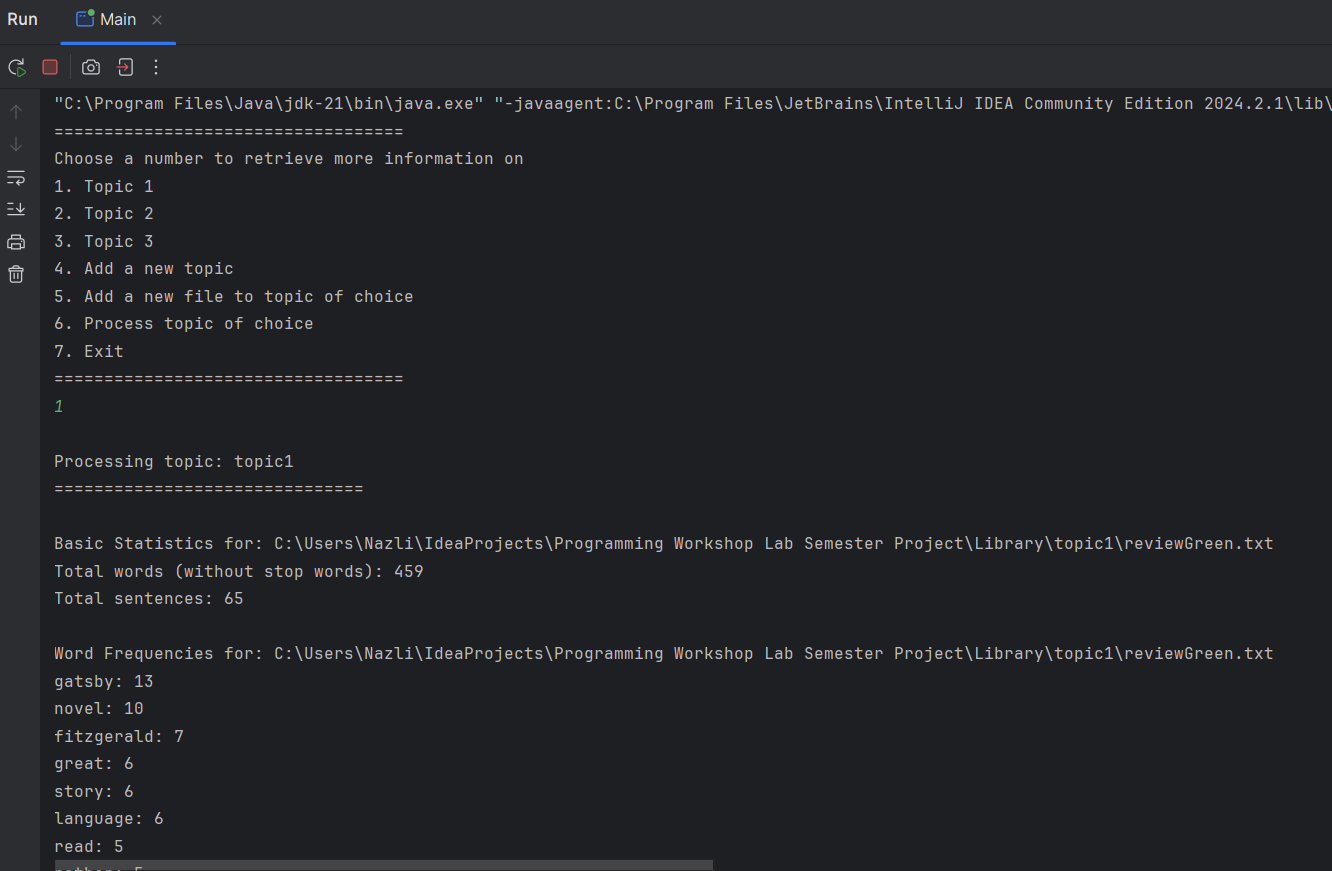 Run
Main
"C:\Program Files\Java\jdk-21\bin\java.exe" "-javaagent:C:\Program Files\JetBrains\IntelliJ IDEA Community Edition 2024.2.1\lib\
===================================
Choose a number to retrieve more information on
1. Topic 1
2. Topic 2
3. Topic 3
4. Add a new topic
5. Add a new file to topic of choice
6. Process topic of choice
7. Exit
===================================
1
Processing topic: topic1
===============================
Basic Statistics for: C:\Users\Nazli\IdeaProjects\Programming Workshop Lab Semester Project\Library\topic1\reviewGreen.txt
Total words (without stop words): 459
Total sentences: 65
Word Frequencies for: C:\Users\Nazli\IdeaProjects\Programming Workshop Lab Semester Project\Library\topic1\reviewGreen.txt
gatsby: 13
novel: 10
fitzgerald: 7
great: 6
story: 6
language: 6
read: 5